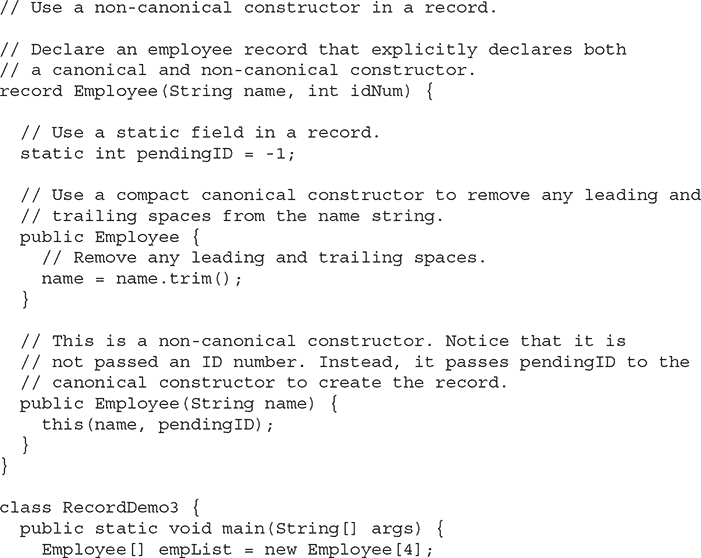 // Use a non-canonical constructor in a record.

// Declare an employee record that explicitly declares both
// a canonical and non-canonical constructor.
record Employee(String name, int idNum) {

  // Use a static field in a record.
  static int pendingID = -1;

  // Use a compact canonical constructor to remove any leading and
  // trailing spaces from the name string.
  public Employee {
    // Remove any leading and trailing spaces.
    name = name.trim();
  }

  // This is a non-canonical constructor. Notice that it is
  // not passed an ID number. Instead, it passes pendingID to the
  // canonical constructor to create the record.
  public Employee(String name) {
    this(name, pendingID);
  }
}

class RecordDemo3 {
  public static void main(String[] args) {
    Employee[] empList = new Employee[4];